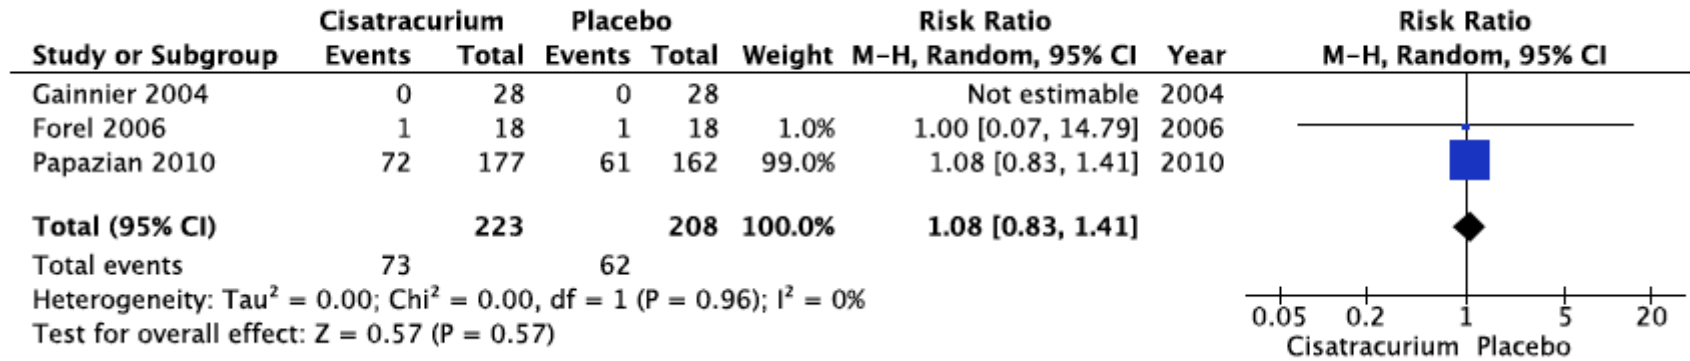 Cisatracurium Placebo Risk Ratio Risk Ratio
Study or Subgroup Events Total Events Total Weight M-H, Random, 95% CI Year M-H, Random, 95% CI
Gainnier 2004 0 28 0 28 Not estimable 2004
Forel 2006 1 18 1 18 1.0% 1.00 [0.07, 14.79] 2006
Papazian 2010 72 177 61 162 99.0% 1.08 [0.83, 1.41] 2010
Total (95% CI) 223 208 100.0% 1.08 [0.83, 1.41]
Total events 73 62
Heterogeneity: Tau² = 0.00; Chi² = 0.00, df = 1 (P = 0.96); I² = 0%
Test for overall effect: Z = 0.57 (P = 0.57)
0.05 0.2 1 5 20
Cisatracurium Placebo